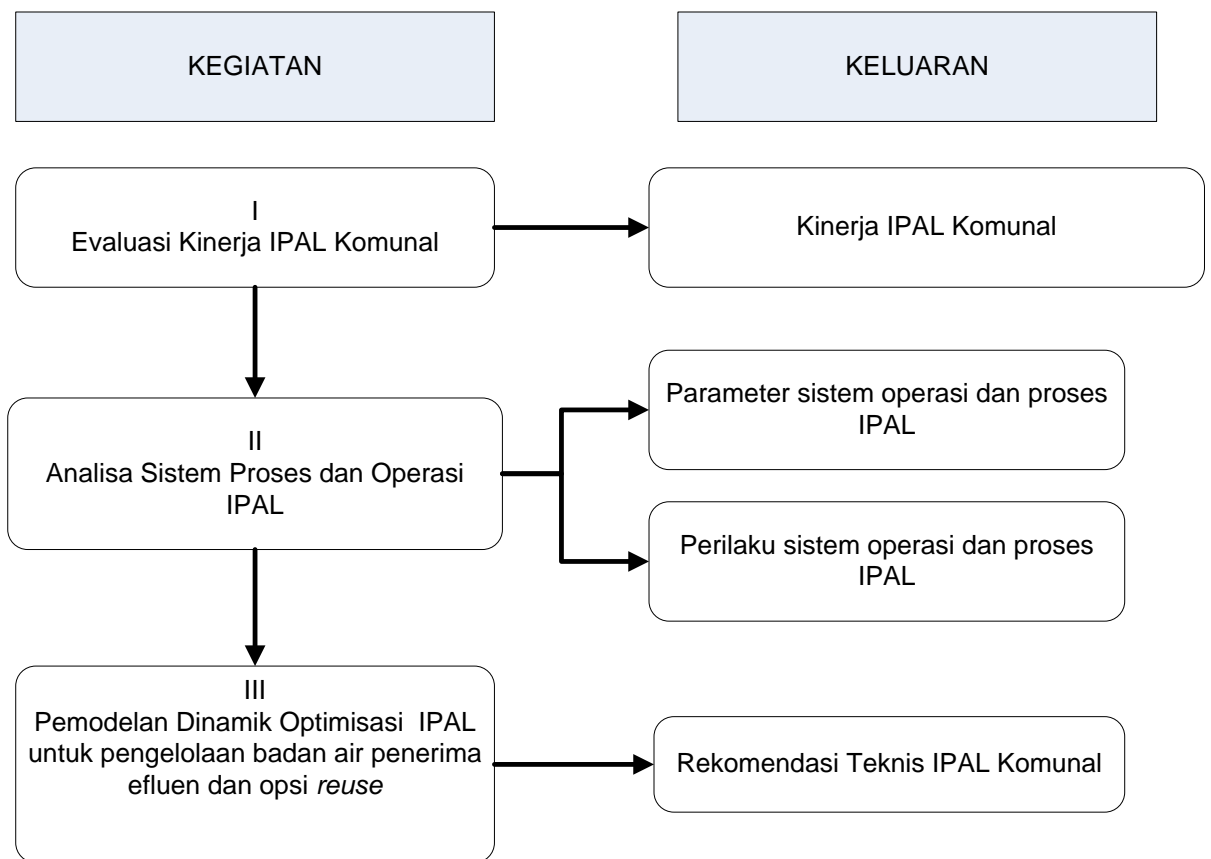 KEGIATAN
KELUARAN
I
Evaluasi Kinerja IPAL Komunal
Kinerja IPAL Komunal
II
Analisa Sistem Proses dan Operasi
IPAL
Parameter sistem operasi dan proses
IPAL
Perilaku sistem operasi dan proses
IPAL
III
Pemodelan Dinamik Optimisasi IPAL
untuk pengelolaan badan air penerima
efluen dan opsi reuse
Rekomendasi Teknis IPAL Komunal